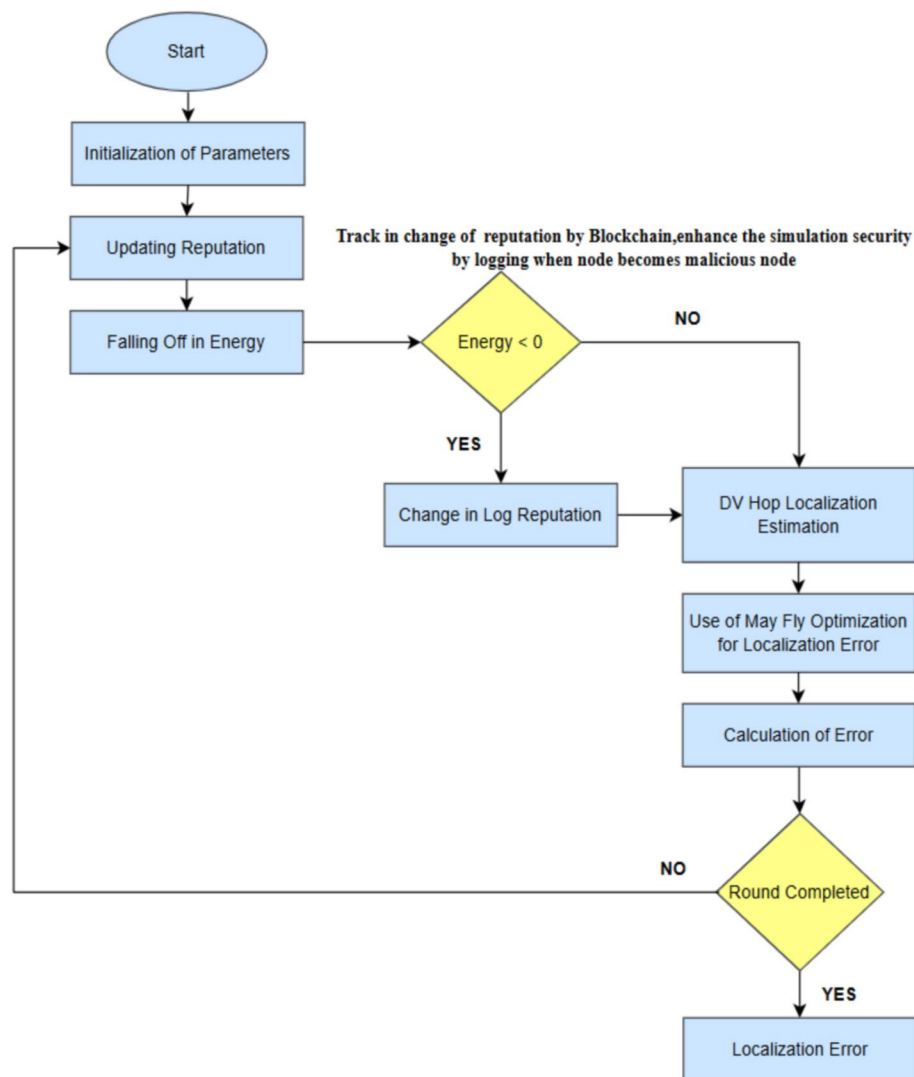 Start
Initialization of Parameters
Updating Reputation
Track in change of reputation by Blockchain,enhance the simulation security
by logging when node becomes malicious node
Falling Off in Energy
Energy < 0
NO
YES
Change in Log Reputation
DV Hop Localization
Estimation
Use of May Fly Optimization
for Localization Error
Calculation of Error
NO
Round Completed
YES
Localization Error